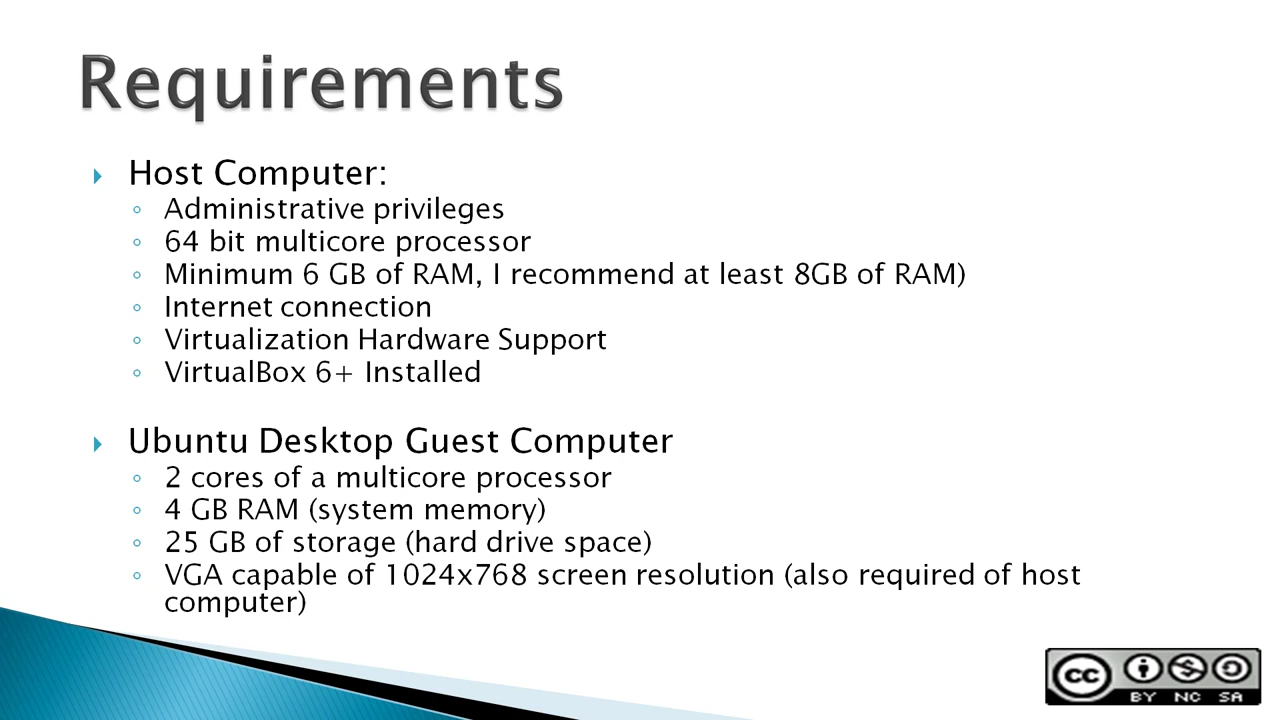 Requirements
Host Computer:
Administrative privileges
64 bit multicore processor
Minimum 6 GB of RAM, I recommend at least 8GB of RAM)
Internet connection
Virtualization Hardware Support
VirtualBox 6+ Installed
Ubuntu Desktop Guest Computer
2 cores of a multicore processor
4 GB RAM (system memory)
25 GB of storage (hard drive space)
VGA capable of 1024x768 screen resolution (also required of host
computer)
cc
BY NC SA